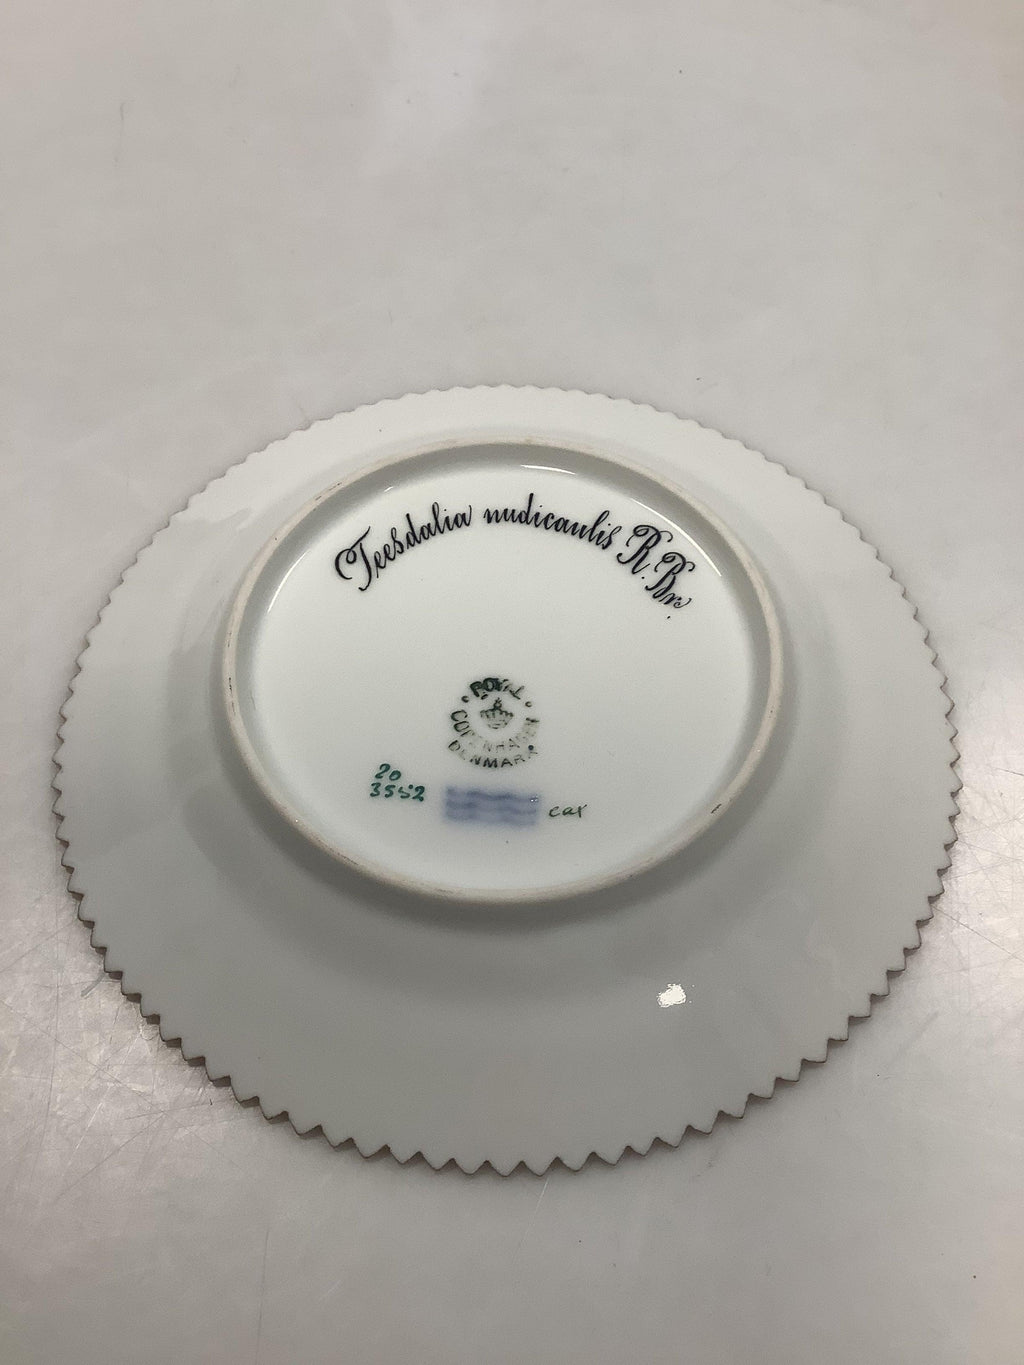 Teesdalia nudicaulis R. Br.
ROYAL
COPENHAGEN
DENMARK
20
3552
cax